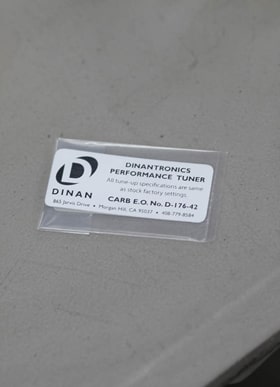 DINANTRONICS
PERFORMANCE TUNER
All tune-up specifications are same
as stock factory settings.
CARB E.O. No. D-176-42
DINAN
865 Jarvis Drive • Morgan Hill, CA 95037 • 408-779-8584